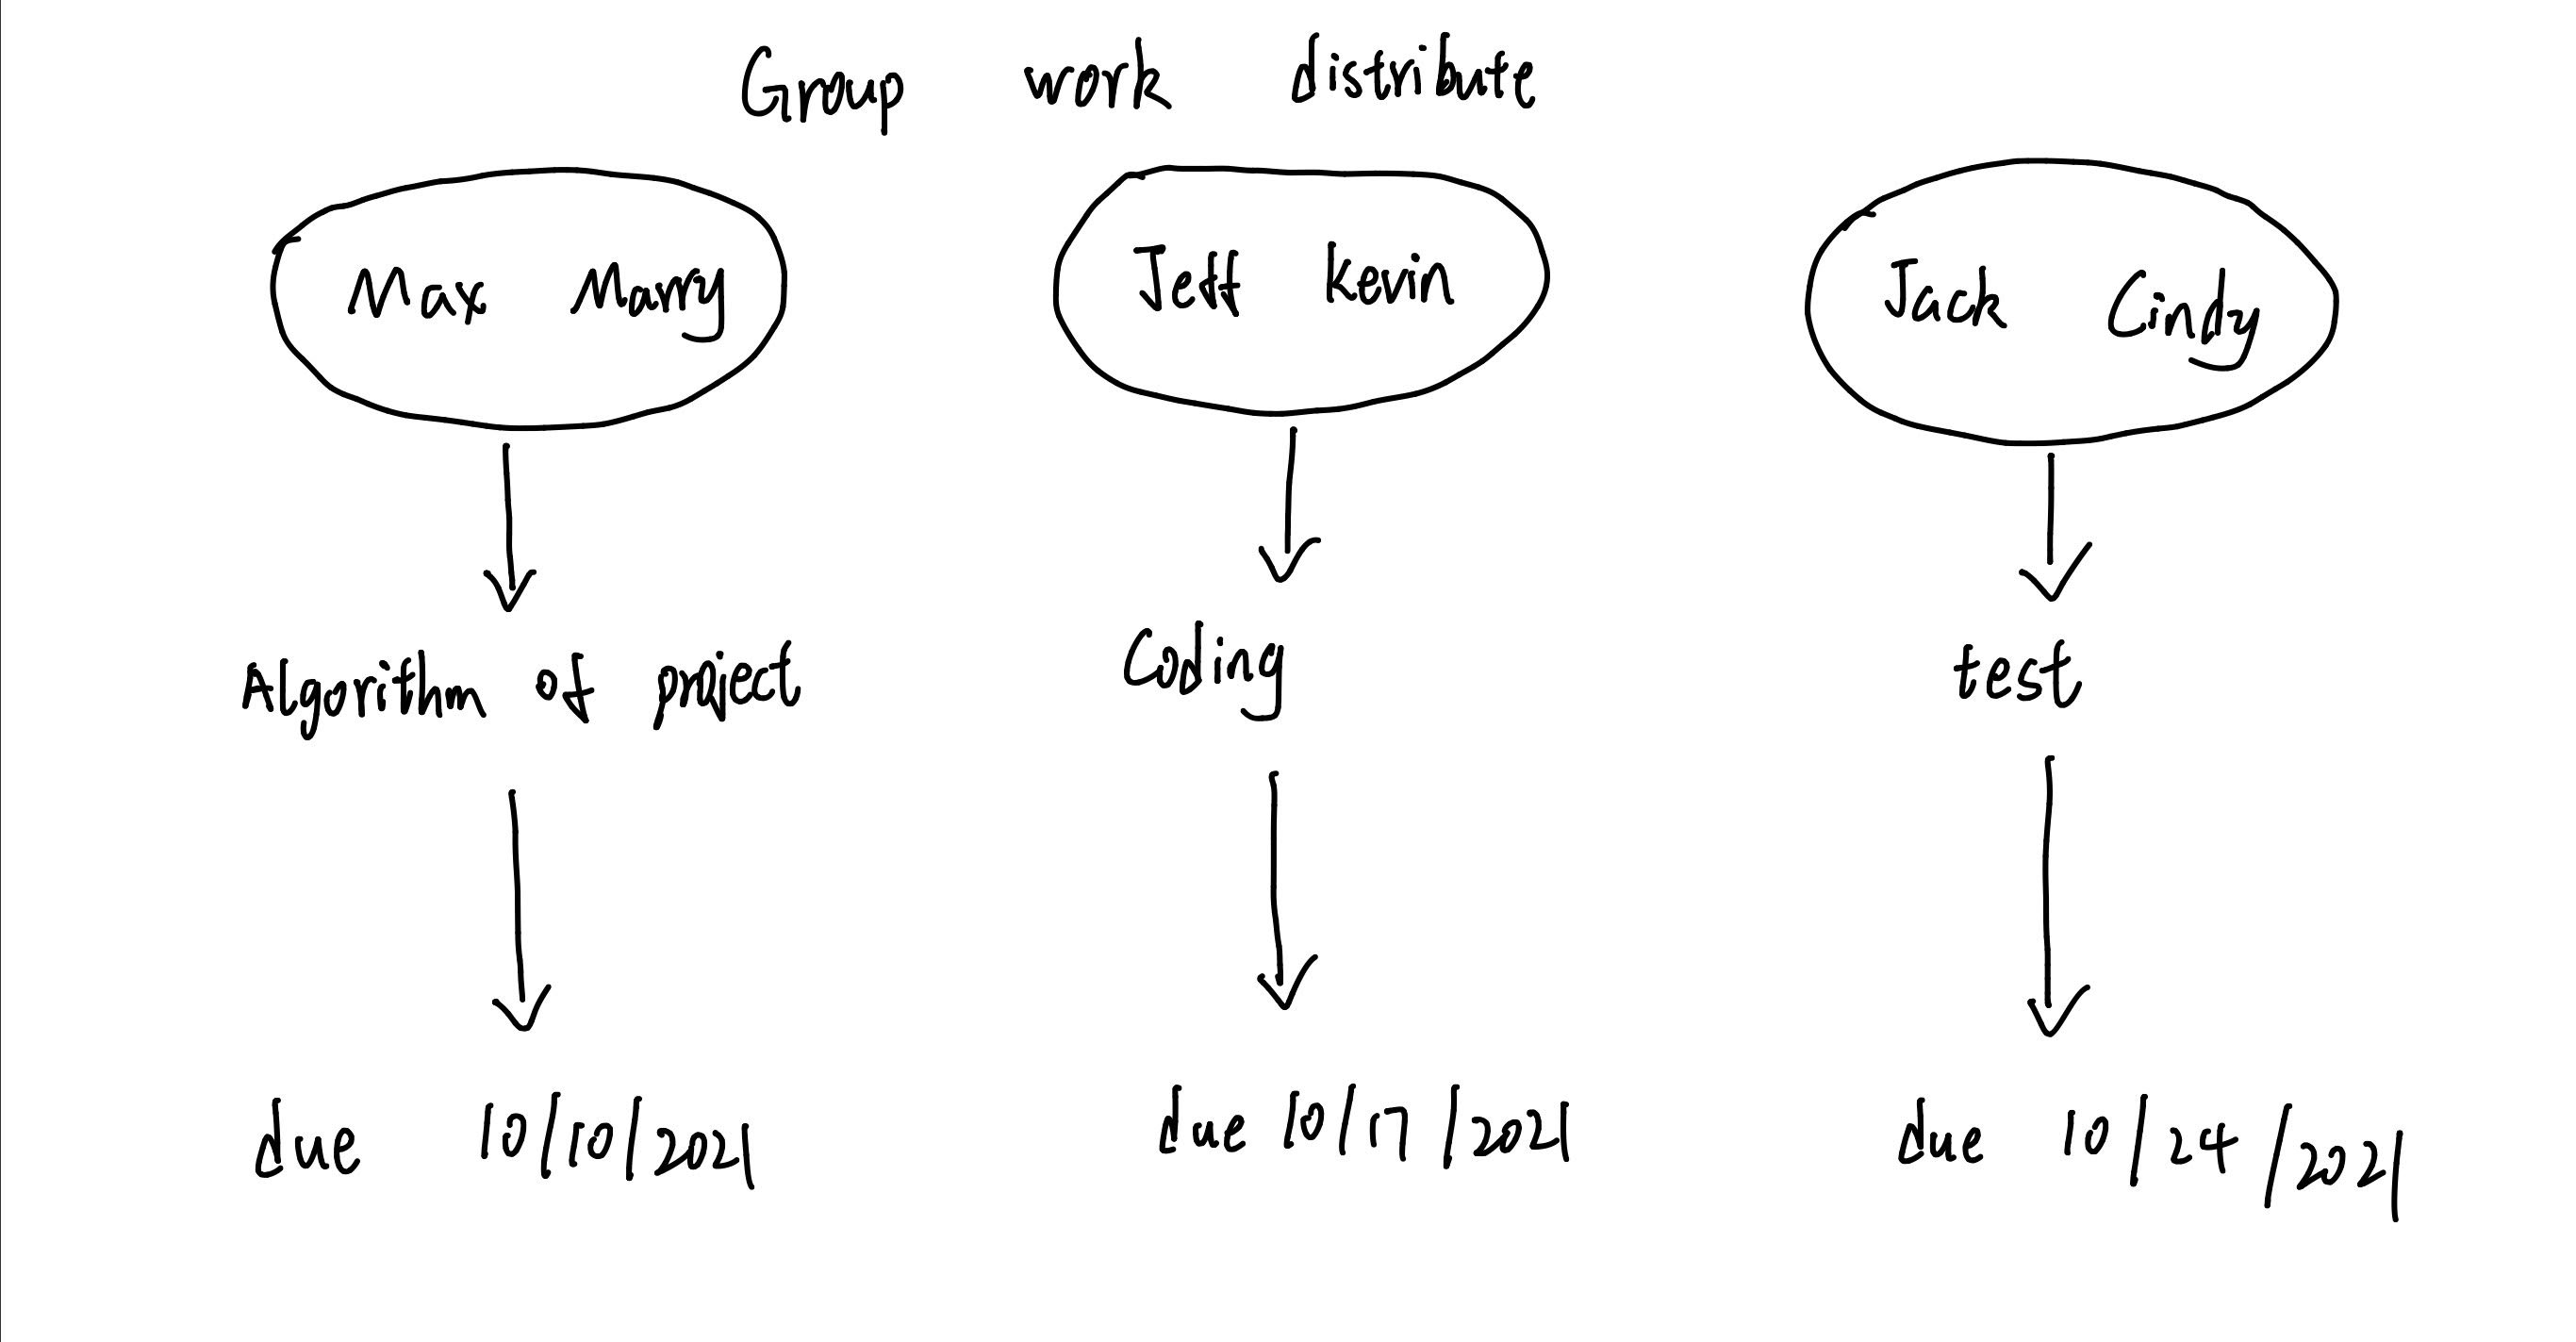 Group work distribute
Max Marry
Jeff Kevin
Jack Cindy
Algorithm of project
Coding
test
due 10/10/2021
due 10/17/2021
due 10/24/2021